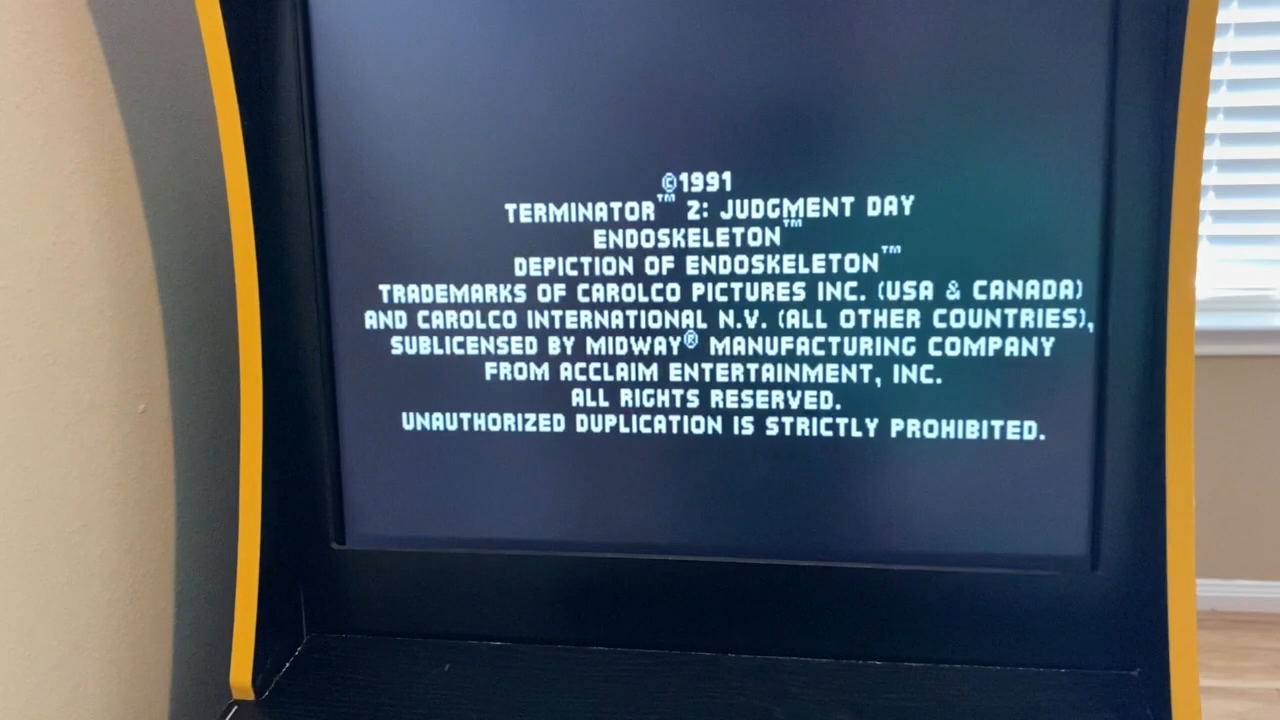 ©1991
TERMINATOR™ 2: JUDGMENT DAY
ENDOSKELETON™
DEPICTION OF ENDOSKELETON™
TRADEMARKS OF CAROLCO PICTURES INC. (USA & CANADA)
AND CAROLCO INTERNATIONAL N.V. (ALL OTHER COUNTRIES),
SUBLICENSED BY MIDWAY® MANUFACTURING COMPANY
FROM ACCLAIM ENTERTAINMENT, INC.
ALL RIGHTS RESERVED.
UNAUTHORIZED DUPLICATION IS STRICTLY PROHIBITED.